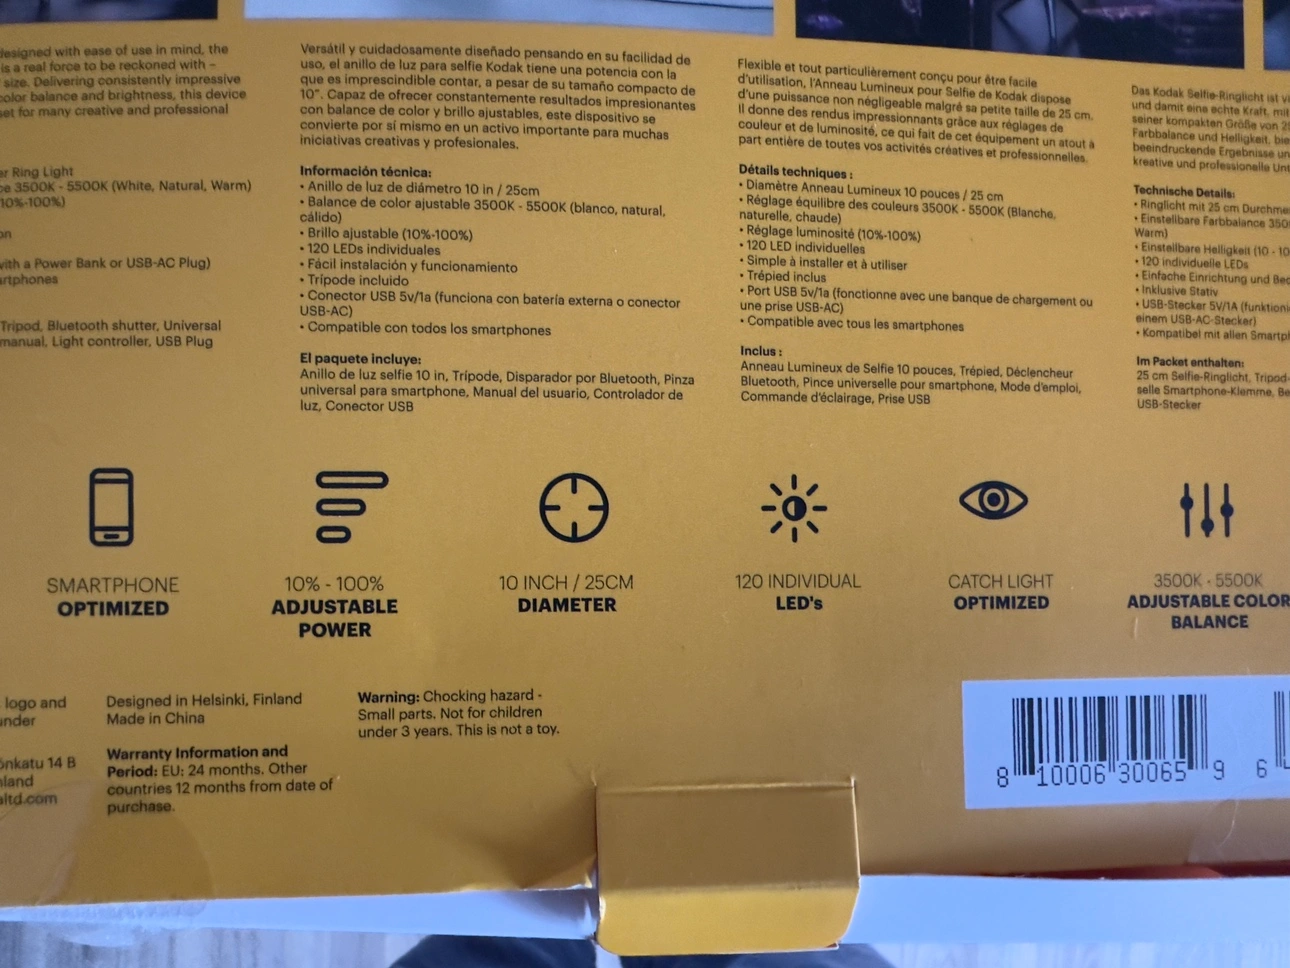 designed with ease of use in mind, the
is a real force to be reckoned with –
size. Delivering consistently impressive
color balance and brightness, this device
set for many creative and professional
er Ring Light
ce 3500K - 5500K (White, Natural, Warm)
10%-100%)
on
with a Power Bank or USB-AC Plug)
artphones
Tripod, Bluetooth shutter, Universal
manual, Light controller, USB Plug
Versátil y cuidadosamente diseñado pensando en su facilidad de
uso, el anillo de luz para selfie Kodak tiene una potencia con la
que es imprescindible contar, a pesar de su tamaño compacto de
10". Capaz de ofrecer constantemente resultados impresionantes
con balance de color y brillo ajustables, este dispositivo se
convierte por sí mismo en un activo importante para muchas
iniciativas creativas y profesionales.
Información técnica:
• Anillo de luz de diámetro 10 in / 25cm
• Balance de color ajustable 3500K - 5500K (blanco, natural,
cálido)
• Brillo ajustable (10%-100%)
• 120 LEDs individuales
• Fácil instalación y funcionamiento
• Trípode incluido
• Conector USB 5v/1a (funciona con batería externa o conector
USB-AC)
• Compatible con todos los smartphones
El paquete incluye:
Anillo de luz selfie 10 in, Trípode, Disparador por Bluetooth, Pinza
universal para smartphone, Manual del usuario, Controlador de
luz, Conector USB
Flexible et tout particulièrement conçu pour être facile
d'utilisation, l'Anneau Lumineux pour Selfie de Kodak dispose
d'une puissance non négligeable malgré sa petite taille de 25 cm.
Il donne des rendus impressionnants grâce aux réglages de
couleur et de luminosité, ce qui fait de cet équipement un atout à
part entière de toutes vos activités créatives et professionnelles.
Détails techniques :
• Diamètre Anneau Lumineux 10 pouces / 25 cm
• Réglage équilibre des couleurs 3500K - 5500K (Blanche,
naturelle, chaude)
• Réglage luminosité (10%-100%)
• 120 LED individuelles
• Simple à installer et à utiliser
• Trépied inclus
• Port USB 5v/1a (fonctionne avec une banque de chargement ou
une prise USB-AC)
• Compatible avec tous les smartphones
Inclus :
Anneau Lumineux de Selfie 10 pouces, Trépied, Déclencheur
Bluetooth, Pince universelle pour smartphone, Mode d'emploi,
Commande d'éclairage, Prise USB
Das Kodak Selfie-Ringlicht ist vi
und damit eine echte Kraft, mit
seiner kompakten Größe von 25
Farbbalance und Helligkeit, bie
beeindruckende Ergebnisse un
kreative und professionelle Unt
Technische Details:
• Ringlicht mit 25 cm Durchme
• Einstellbare Farbbalance 350
Warm)
• Einstellbare Helligkeit (10 - 10
• 120 individuelle LEDs
• Einfache Einrichtung und Bed
• Inklusive Stativ
• USB-Stecker 5V/1A (funktioni
einem USB-AC-Stecker)
• Kompatibel mit allen Smartp
Im Packet enthalten:
25 cm Selfie-Ringlicht, Tripod-
selle Smartphone-Klemme, Be
USB-Stecker
SMARTPHONE
OPTIMIZED
10% - 100%
ADJUSTABLE
POWER
10 INCH / 25CM
DIAMETER
120 INDIVIDUAL
LED's
CATCH LIGHT
OPTIMIZED
3500K - 5500K
ADJUSTABLE COLOR
BALANCE
logo and
under
önkatu 14 B
nland
altd.com
Designed in Helsinki, Finland
Made in China
Warranty Information and
Period: EU: 24 months. Other
countries 12 months from date of
purchase.
Warning: Chocking hazard -
Small parts. Not for children
under 3 years. This is not a toy.
8 10006 30065 9 6